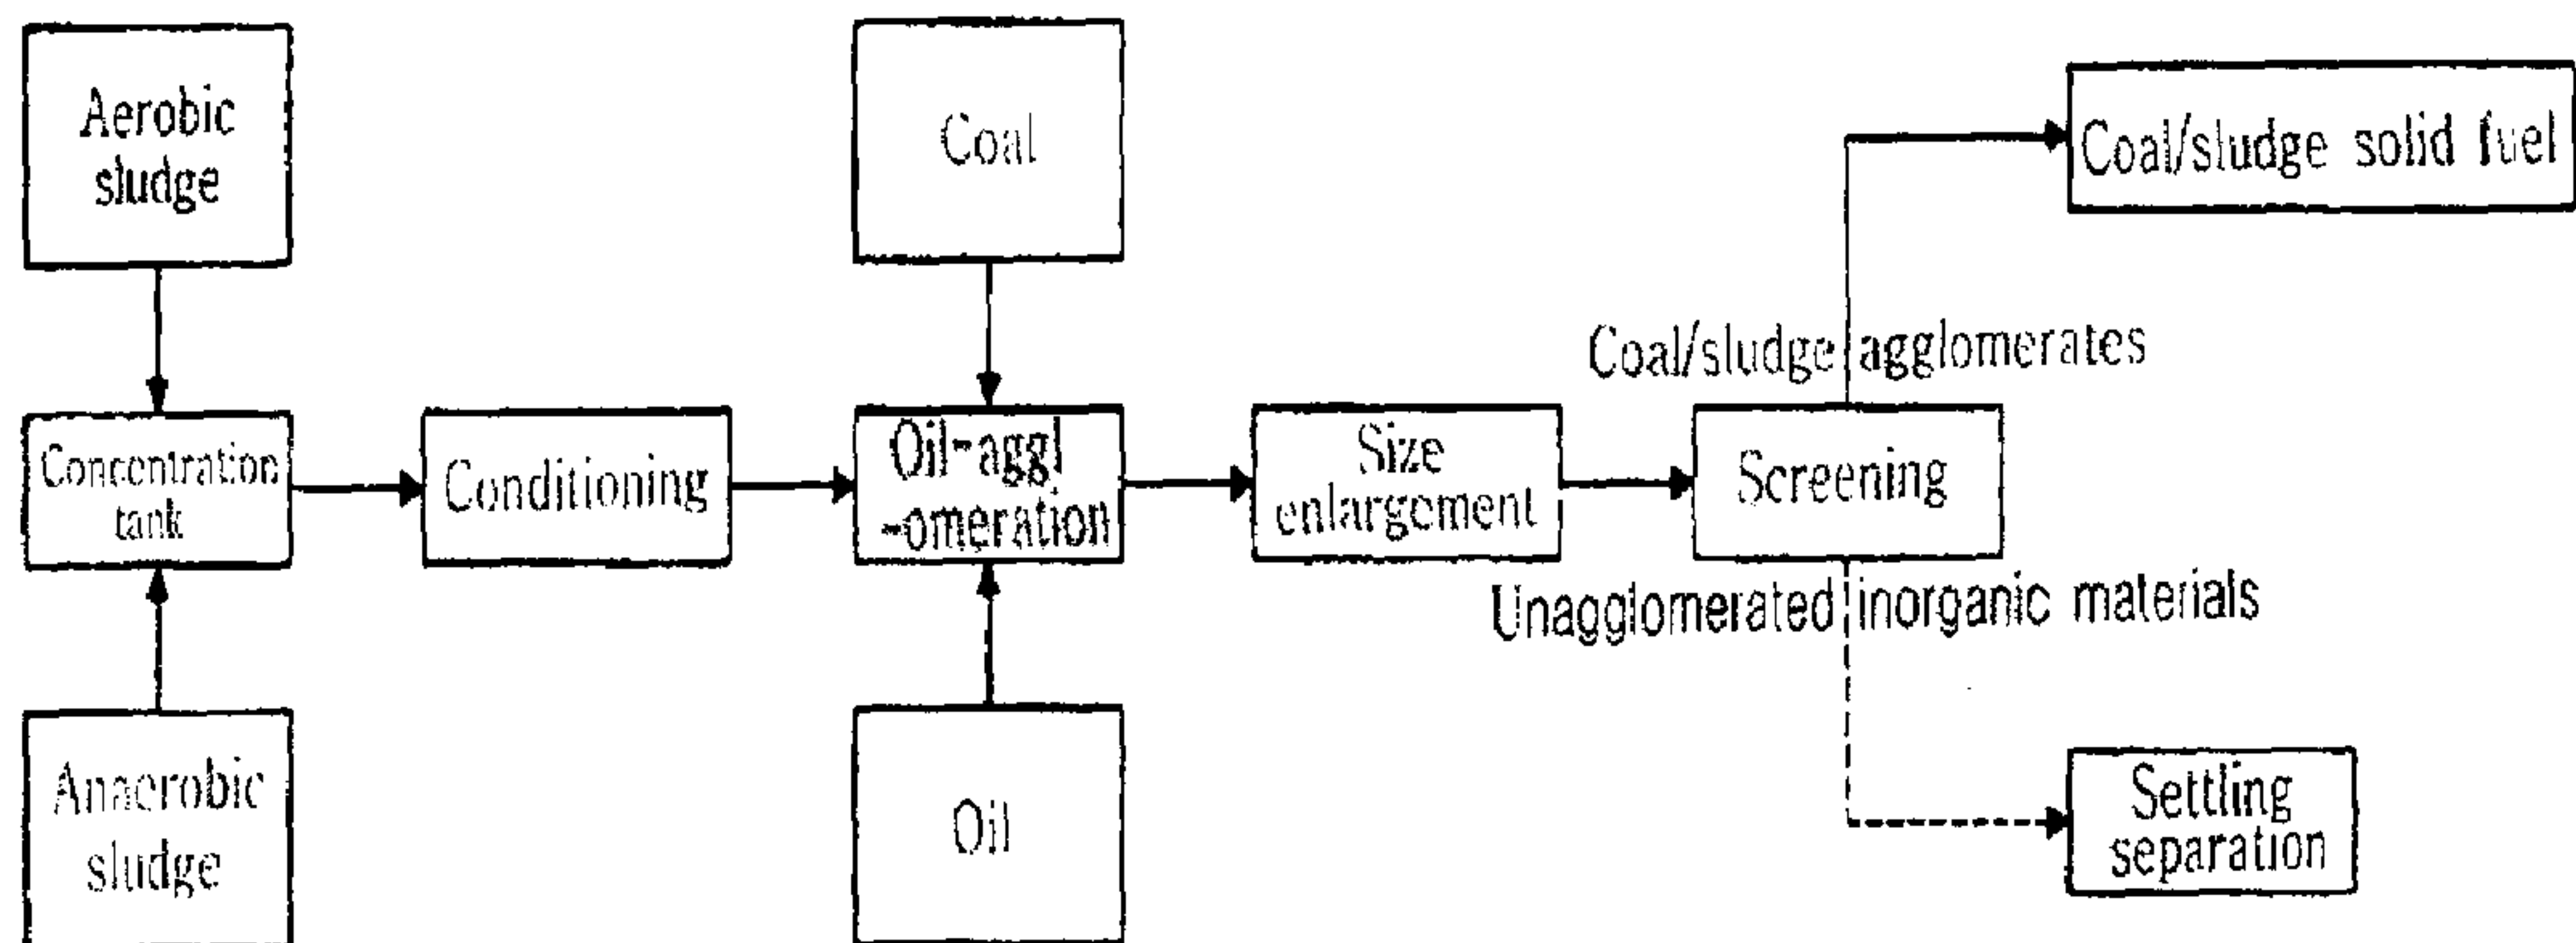 Aerobic
sludge
Coal
Coal/sludge solid fuel
Coal/sludge agglomerates
Concentration
tank
Conditioning
Oil-aggl
-omeration
Size
enlargement
Screening
Unagglomerated inorganic materials
Anaerobic
sludge
Oil
Settling
separation